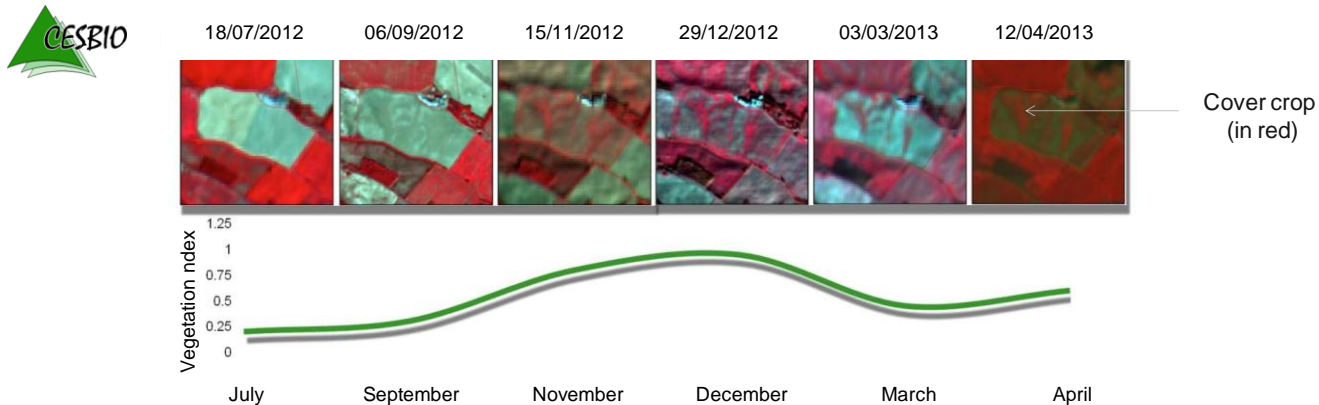 CESBIO
18/07/2012 06/09/2012 15/11/2012 29/12/2012 03/03/2013 12/04/2013
Cover crop
(in red)
Vegetation ndex
1.25
1
0.75
0.5
0.25
0
July September November December March April